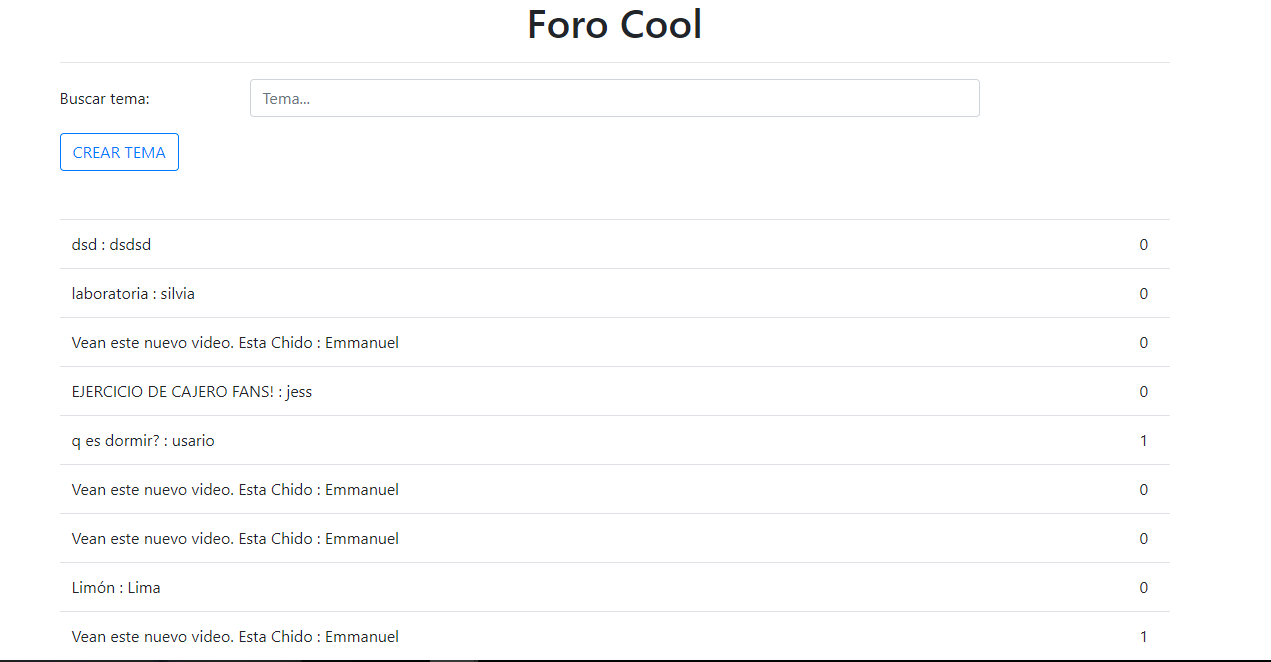 Foro Cool
Buscar tema: Tema...
CREAR TEMA
dsd : dsdsd 0
laboratoria : silvia 0
Vean este nuevo video. Esta Chido : Emmanuel 0
EJERCICIO DE CAJERO FANS! : jess 0
q es dormir? : usario 1
Vean este nuevo video. Esta Chido : Emmanuel 0
Vean este nuevo video. Esta Chido : Emmanuel 0
Limón : Lima 0
Vean este nuevo video. Esta Chido : Emmanuel 1